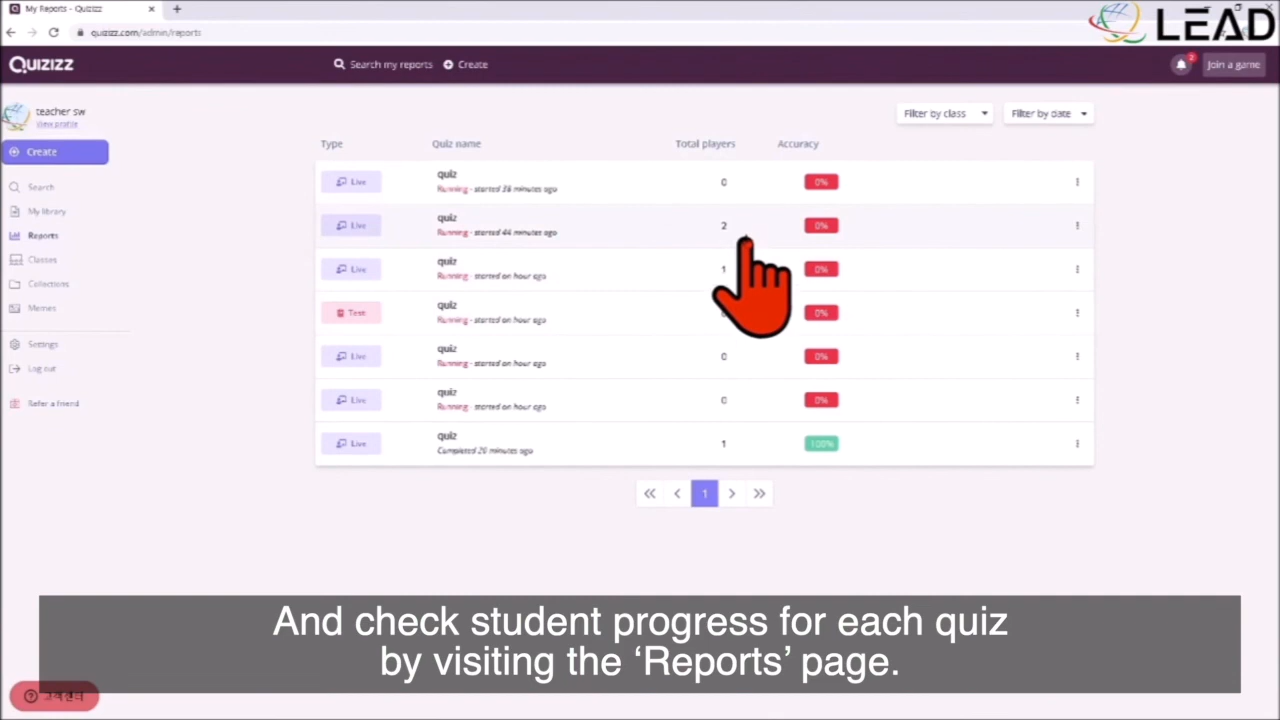 My Reports - Quizizz
quizizz.com/admin/reports
LEAD
Quizizz
Search my reports
Create
2
Join a game
teacher sw
View profile
Filter by class
Filter by date
Create
Type
Quiz name
Total players
Accuracy
Search
My library
Reports
Classes
Collections
Memes
Settings
Log out
Refer a friend
Live
quiz
Running - started 38 minutes ago
0
0%
Live
quiz
Running - started 44 minutes ago
2
0%
Live
quiz
Running - started an hour ago
1
0%
Test
quiz
Running - started an hour ago
0%
Live
quiz
Running - started an hour ago
0
0%
Live
quiz
Running - started an hour ago
0
0%
Live
quiz
Completed 20 minutes ago
1
100%
1
And check student progress for each quiz
by visiting the ‘Reports’ page.
고객센터